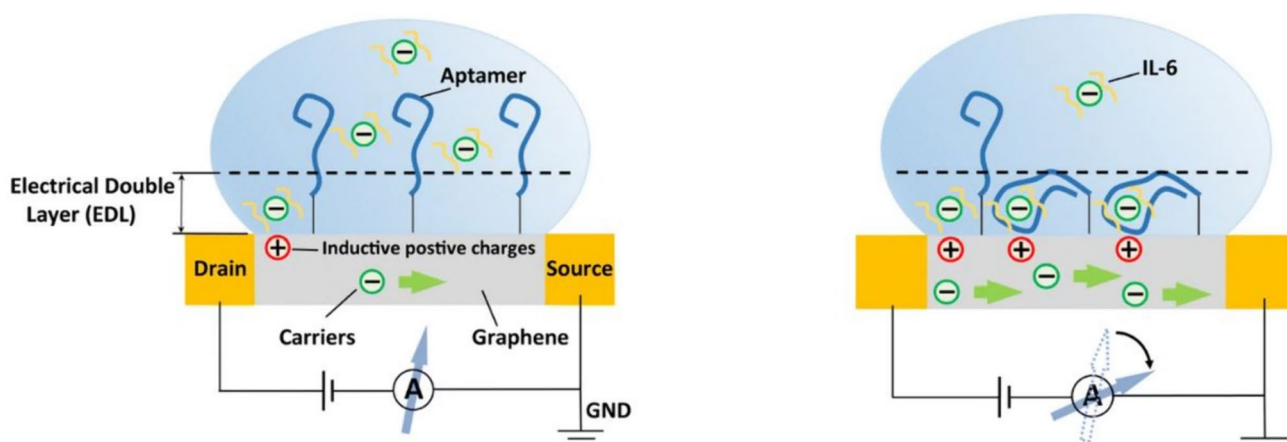 Aptamer
Electrical Double
Layer (EDL)
Inductive postive charges
Drain
Source
Carriers
Graphene
A
GND
IL-6
A